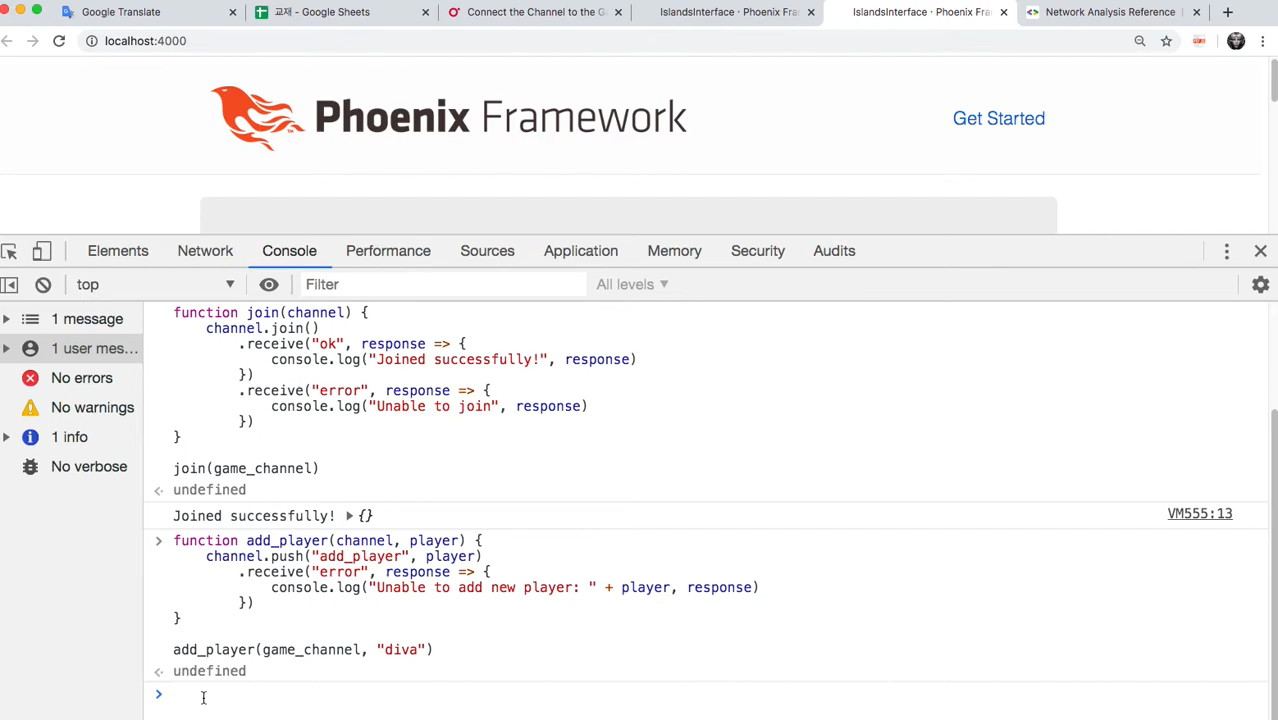 Google Translate
교재 - Google Sheets
Connect the Channel to the G
IslandsInterface · Phoenix Fra
IslandsInterface · Phoenix Fra
Network Analysis Reference
localhost:4000
Phoenix Framework
Get Started
Elements Network Console Performance Sources Application Memory Security Audits
top Filter All levels
1 message
1 user mes...
No errors
No warnings
1 info
No verbose
function join(channel) {
channel.join()
.receive("ok", response => {
console.log("Joined successfully!", response)
})
.receive("error", response => {
console.log("Unable to join", response)
})
}
join(game_channel)
undefined
Joined successfully! ▶ {} VM555:13
> function add_player(channel, player) {
channel.push("add_player", player)
.receive("error", response => {
console.log("Unable to add new player: " + player, response)
})
}
add_player(game_channel, "diva")
undefined
>